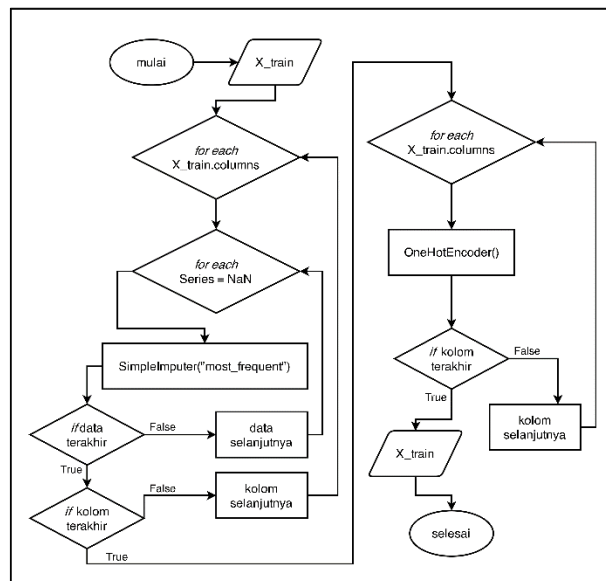 mulai
X_train
for each
X_train.columns
for each
Series = NaN
SimpleImputer("most_frequent")
if data
terakhir
False
data
selanjutnya
True
if kolom
terakhir
False
kolom
selanjutnya
True
for each
X_train.columns
OneHotEncoder()
if kolom
terakhir
False
True
kolom
selanjutnya
X_train
selesai